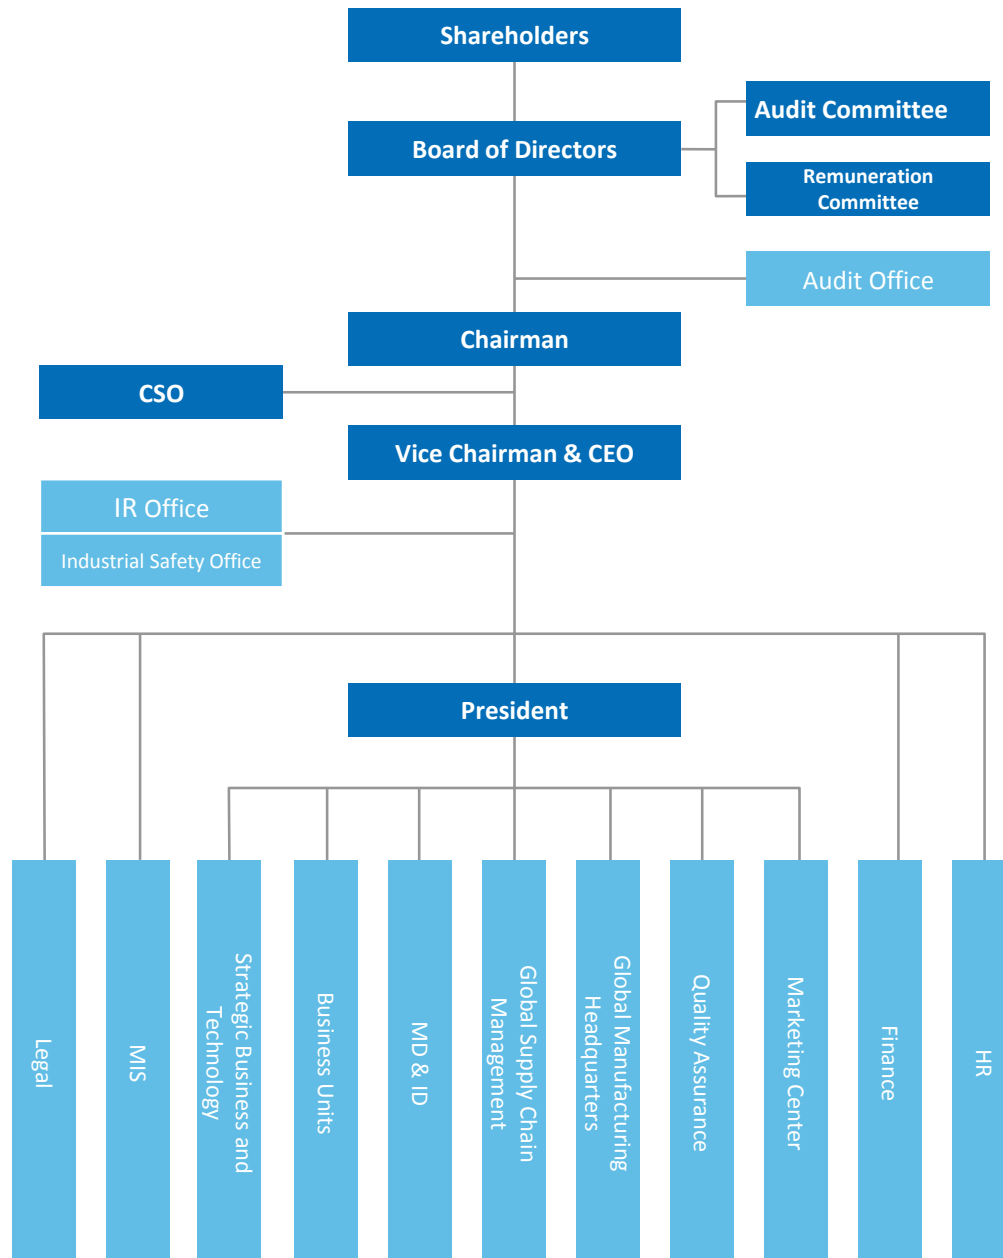 Shareholders
Audit Committee
Board of Directors
Remuneration
Committee
Audit Office
Chairman
CSO
Vice Chairman & CEO
IR Office
Industrial Safety Office
President
Legal
MIS
Strategic Business and
Technology
Business Units
MD & ID
Global Supply Chain
Management
Global Manufacturing
Headquarters
Quality Assurance
Marketing Center
Finance
HR